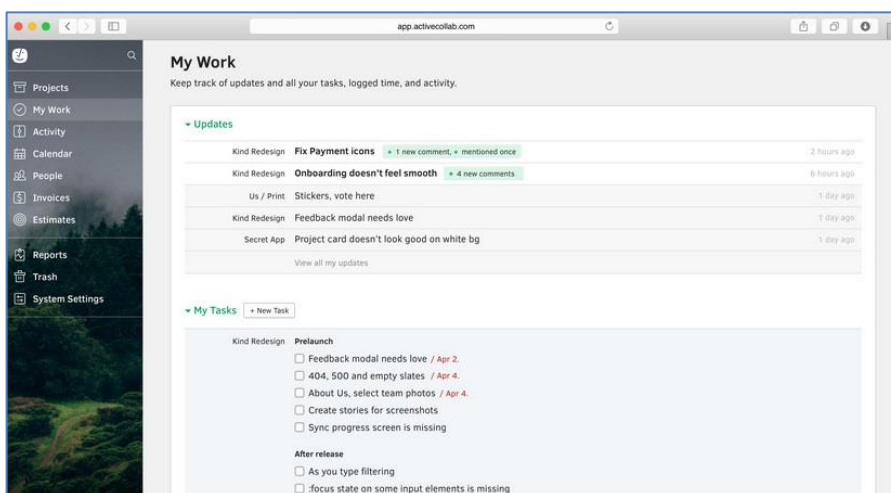 app.activecollab.com
Projects
My Work
Activity
Calendar
People
Invoices
Estimates
Reports
Trash
System Settings
My Work
Keep track of updates and all your tasks, logged time, and activity.
Updates
Kind Redesign Fix Payment icons + 1 new comment, + mentioned once 2 hours ago
Kind Redesign Onboarding doesn't feel smooth + 4 new comments 6 hours ago
Us / Print Stickers, vote here 1 day ago
Kind Redesign Feedback modal needs love 1 day ago
Secret App Project card doesn't look good on white bg 1 day ago
View all my updates
My Tasks + New Task
Kind Redesign Prelaunch
Feedback modal needs love / Apr 2.
404, 500 and empty slates / Apr 4.
About Us, select team photos / Apr 4.
Create stories for screenshots
Sync progress screen is missing
After release
As you type filtering
:focus state on some input elements is missing